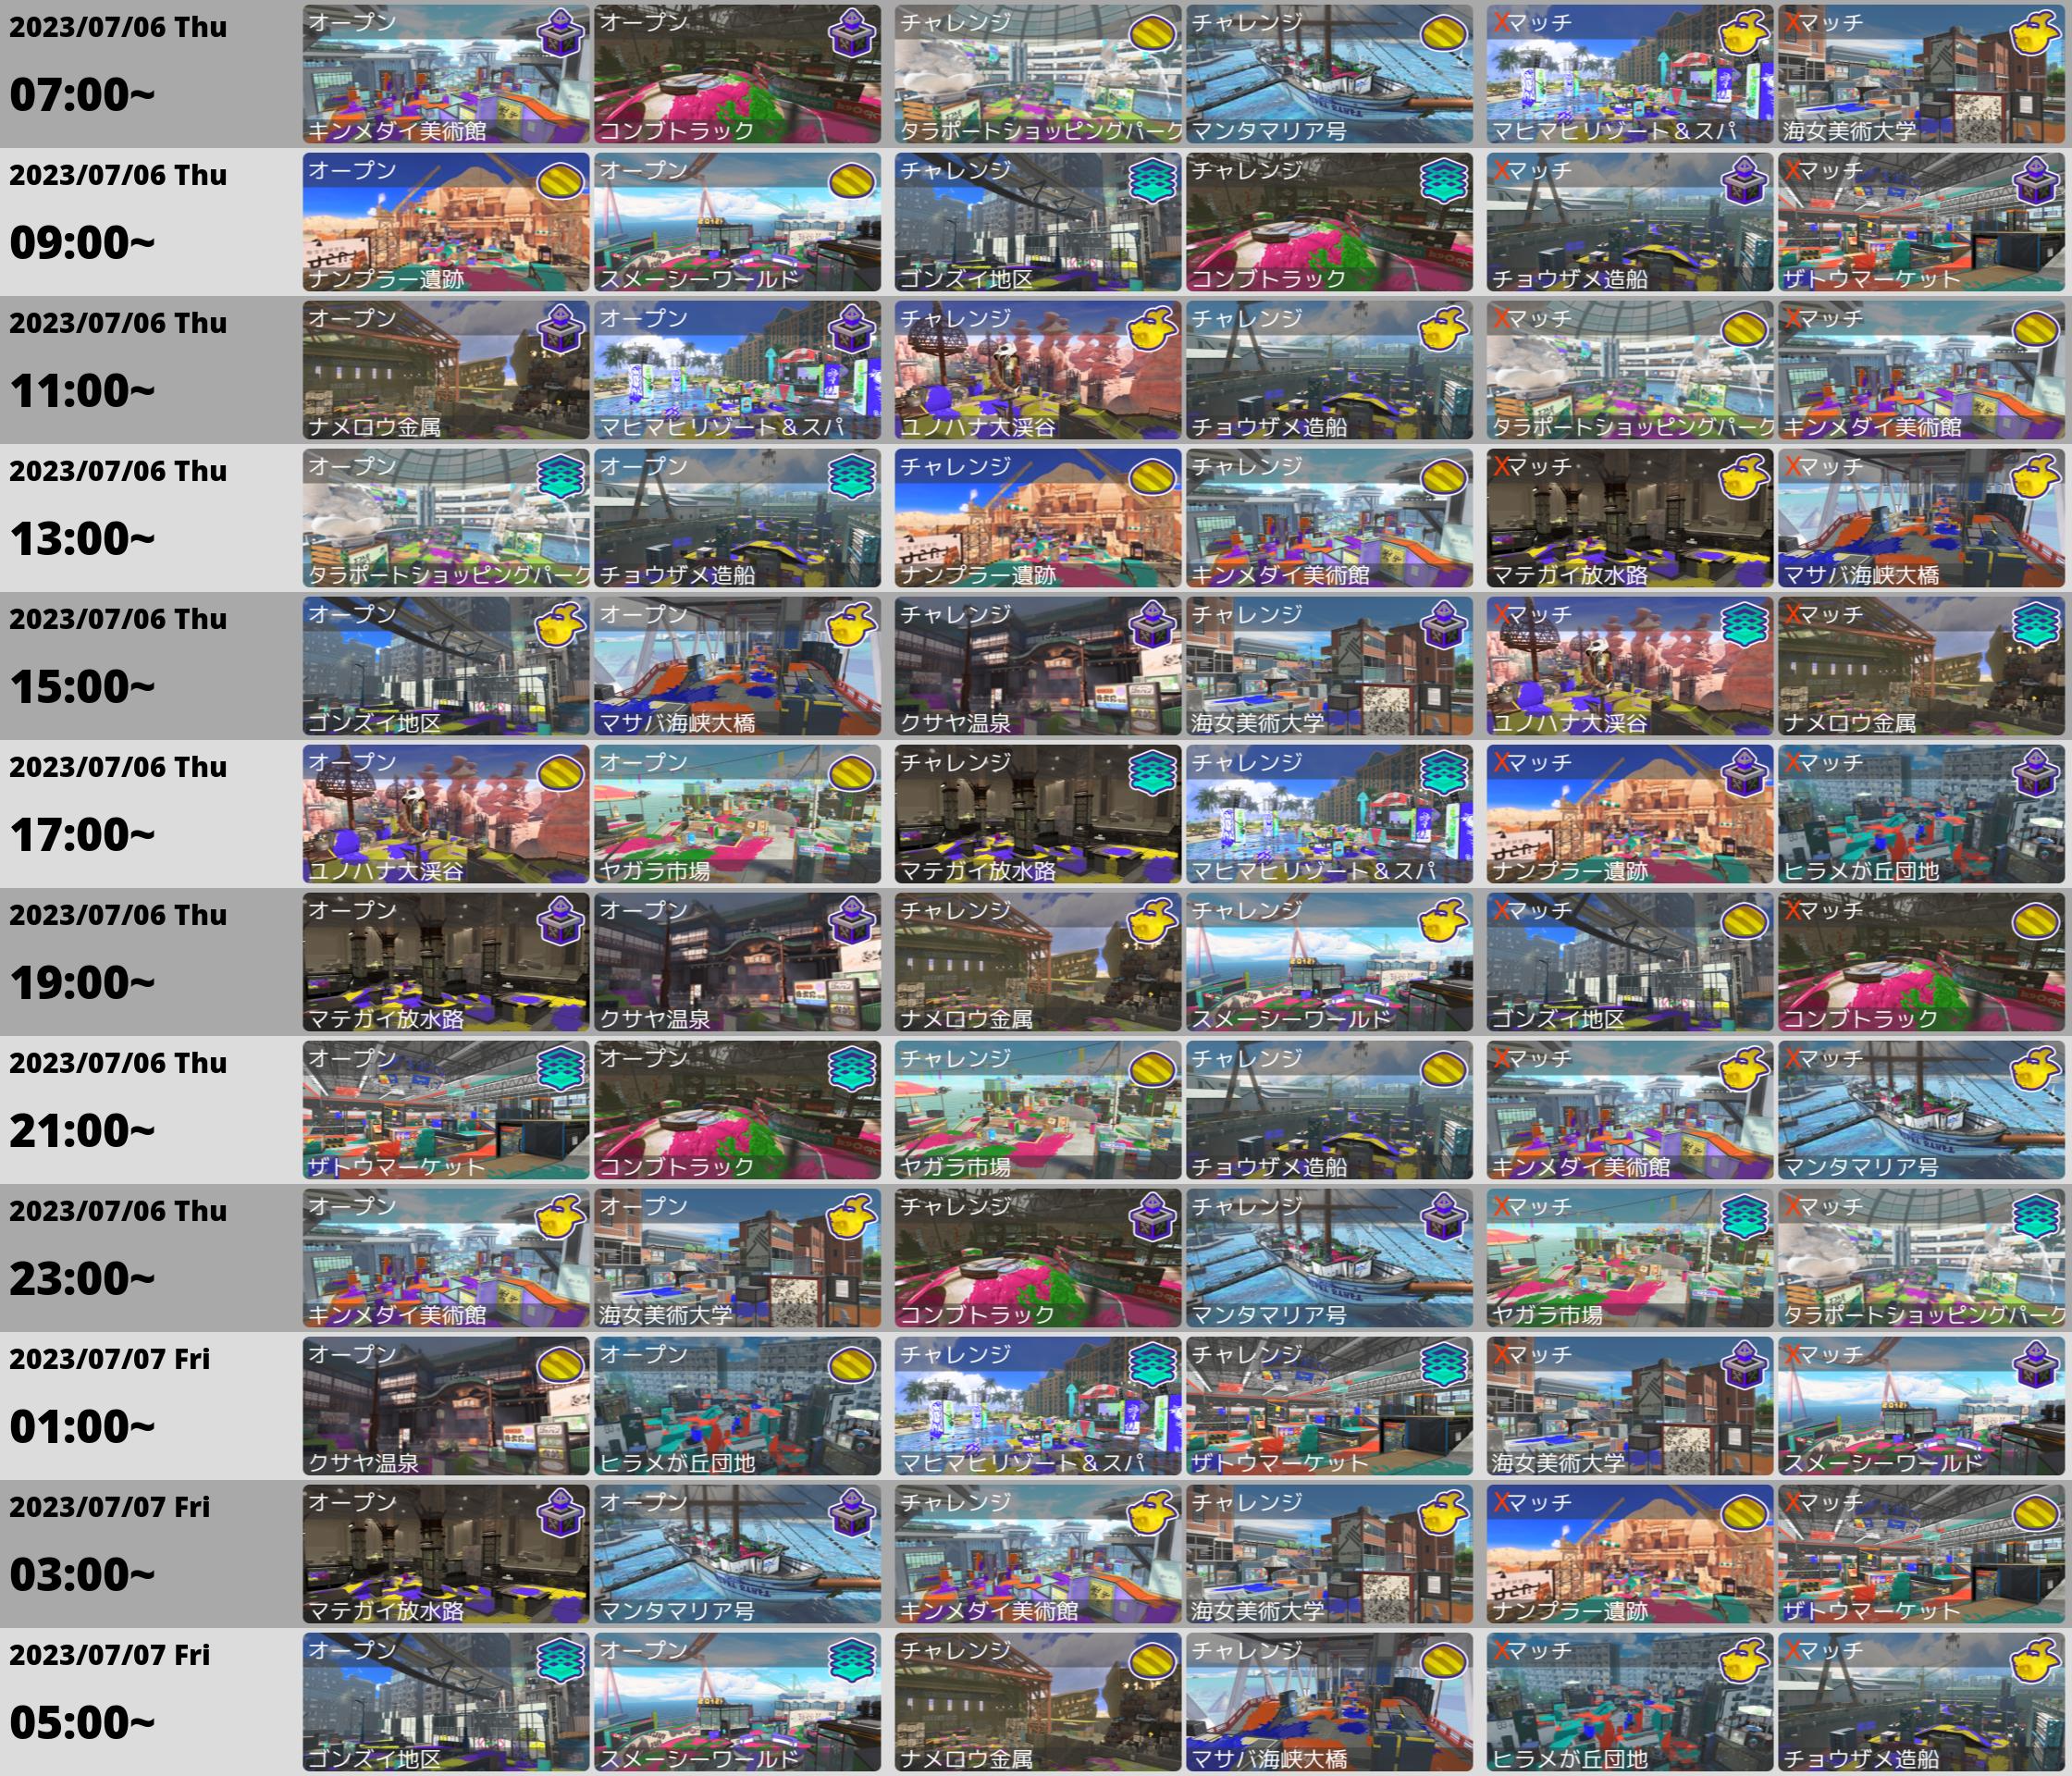 2023/07/06 Thu
07:00~
オープン
キンメダイ美術館
オープン
コンブトラック
チャレンジ
タラポートショッピングパーク
チャレンジ
マンタマリア号
Xマッチ
マヒマヒリゾート＆スパ
Xマッチ
海女美術大学
2023/07/06 Thu
09:00~
オープン
ナンプラー遺跡
オープン
スメーシーワールド
チャレンジ
ゴンズイ地区
チャレンジ
コンブトラック
Xマッチ
チョウザメ造船
Xマッチ
ザトウマーケット
2023/07/06 Thu
11:00~
オープン
ナメロウ金属
オープン
マヒマヒリゾート＆スパ
チャレンジ
ユノハナ大渓谷
チャレンジ
チョウザメ造船
Xマッチ
タラポートショッピングパーク
Xマッチ
キンメダイ美術館
2023/07/06 Thu
13:00~
オープン
タラポートショッピングパーク
オープン
チョウザメ造船
チャレンジ
ナンプラー遺跡
チャレンジ
キンメダイ美術館
Xマッチ
マテガイ放水路
Xマッチ
マサバ海峡大橋
2023/07/06 Thu
15:00~
オープン
ゴンズイ地区
オープン
マサバ海峡大橋
チャレンジ
クサヤ温泉
チャレンジ
海女美術大学
Xマッチ
ユノハナ大渓谷
Xマッチ
ナメロウ金属
2023/07/06 Thu
17:00~
オープン
ユノハナ大渓谷
オープン
ヤガラ市場
チャレンジ
マテガイ放水路
チャレンジ
マヒマヒリゾート＆スパ
Xマッチ
ナンプラー遺跡
Xマッチ
ヒラメが丘団地
2023/07/06 Thu
19:00~
オープン
マテガイ放水路
オープン
クサヤ温泉
チャレンジ
ナメロウ金属
チャレンジ
スメーシーワールド
Xマッチ
ゴンズイ地区
Xマッチ
コンブトラック
2023/07/06 Thu
21:00~
オープン
ザトウマーケット
オープン
コンブトラック
チャレンジ
ヤガラ市場
チャレンジ
チョウザメ造船
Xマッチ
キンメダイ美術館
Xマッチ
マンタマリア号
2023/07/06 Thu
23:00~
オープン
キンメダイ美術館
オープン
海女美術大学
チャレンジ
コンブトラック
チャレンジ
マンタマリア号
Xマッチ
ヤガラ市場
Xマッチ
タラポートショッピングパーク
2023/07/07 Fri
01:00~
オープン
クサヤ温泉
オープン
ヒラメが丘団地
チャレンジ
マヒマヒリゾート＆スパ
チャレンジ
ザトウマーケット
Xマッチ
海女美術大学
Xマッチ
スメーシーワールド
2023/07/07 Fri
03:00~
オープン
マテガイ放水路
オープン
マンタマリア号
チャレンジ
キンメダイ美術館
チャレンジ
海女美術大学
Xマッチ
ナンプラー遺跡
Xマッチ
ザトウマーケット
2023/07/07 Fri
05:00~
オープン
ゴンズイ地区
オープン
スメーシーワールド
チャレンジ
ナメロウ金属
チャレンジ
マサバ海峡大橋
Xマッチ
ヒラメが丘団地
Xマッチ
チョウザメ造船